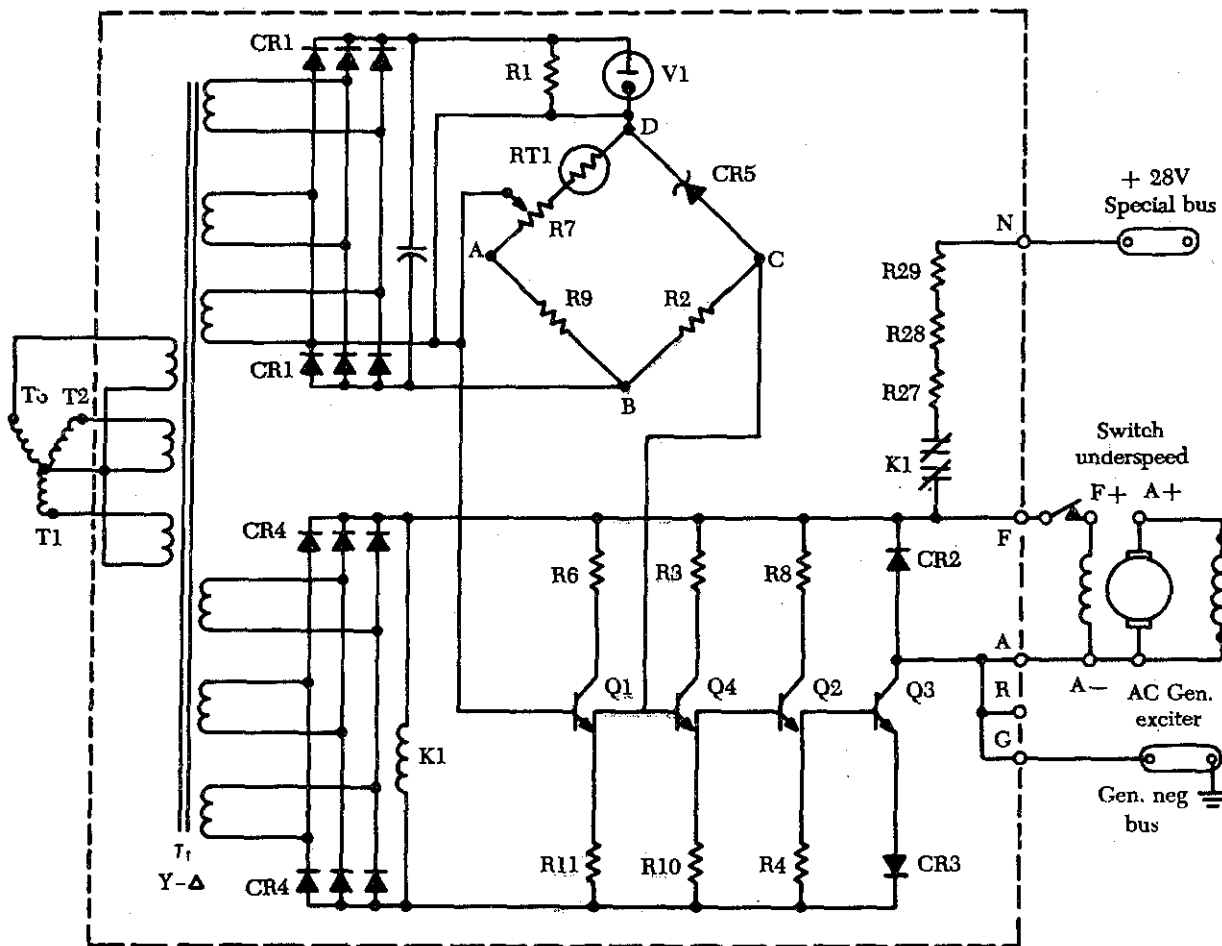 CR1
R1
V1
D
RT1
CR5
+ 28V
Special bus
N
R7
A
C
R29
R9
R2
R28
CR1
R27
T2
B
Switch
underspeed
K1
F+ A+
T1
CR4
F
R6
R3
R8
CR2
A
Q1
Q4
Q2
Q3
A−
R
AC Gen.
exciter
K1
G
Gen. neg
bus
R11
R10
R4
CR3
CR4
Y-Δ